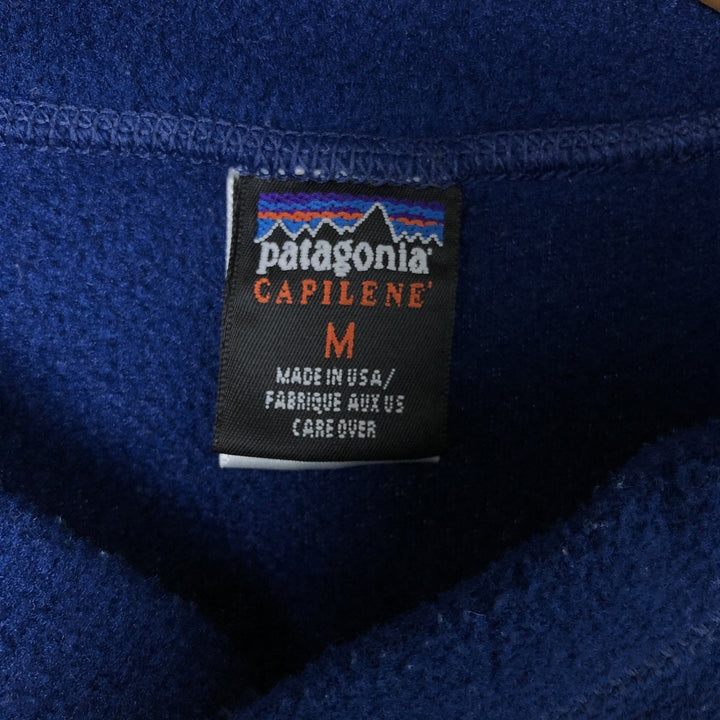 patagonia®
CAPILENE®
M
MADE IN USA/
FABRIQUE AUX US
CARE OVER